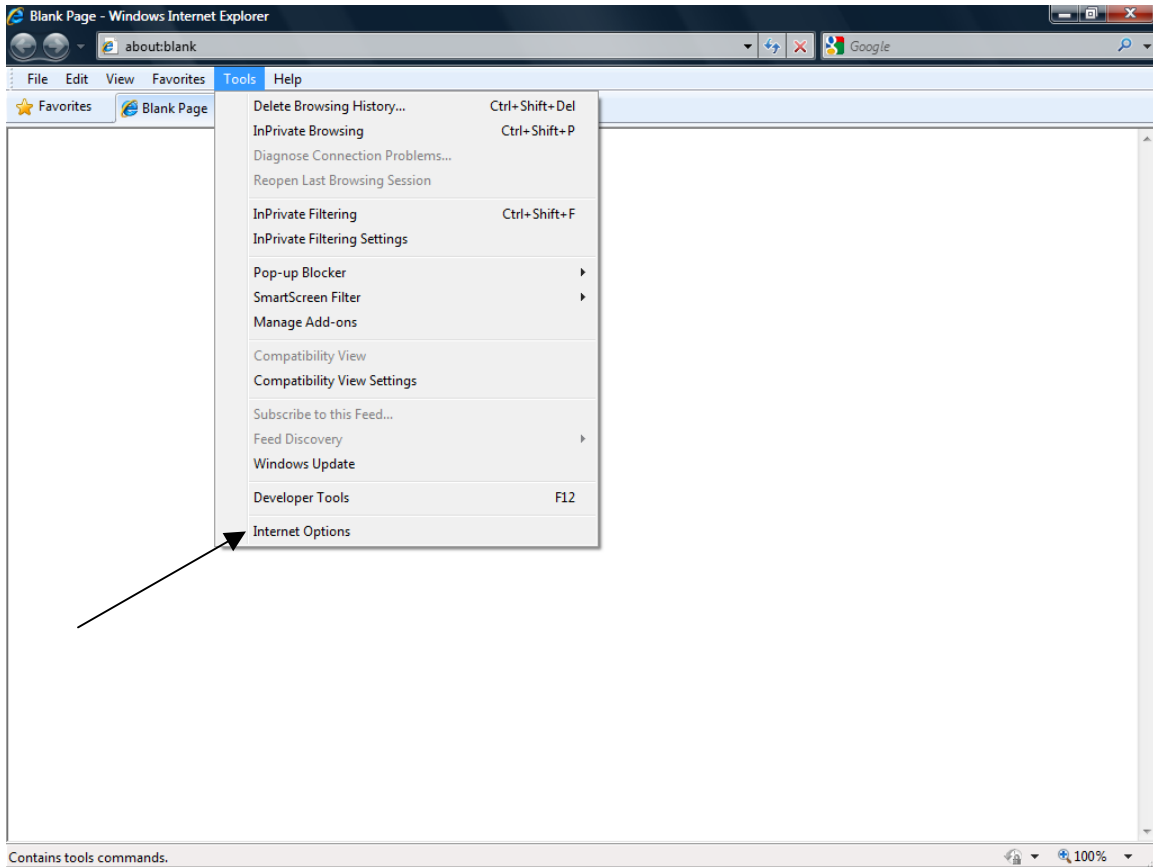 Blank Page - Windows Internet Explorer
about:blank
Google
File Edit View Favorites Tools Help
Favorites Blank Page
Delete Browsing History... Ctrl+Shift+Del
InPrivate Browsing Ctrl+Shift+P
Diagnose Connection Problems...
Reopen Last Browsing Session
InPrivate Filtering Ctrl+Shift+F
InPrivate Filtering Settings
Pop-up Blocker
SmartScreen Filter
Manage Add-ons
Compatibility View
Compatibility View Settings
Subscribe to this Feed...
Feed Discovery
Windows Update
Developer Tools F12
Internet Options
Contains tools commands. 100%